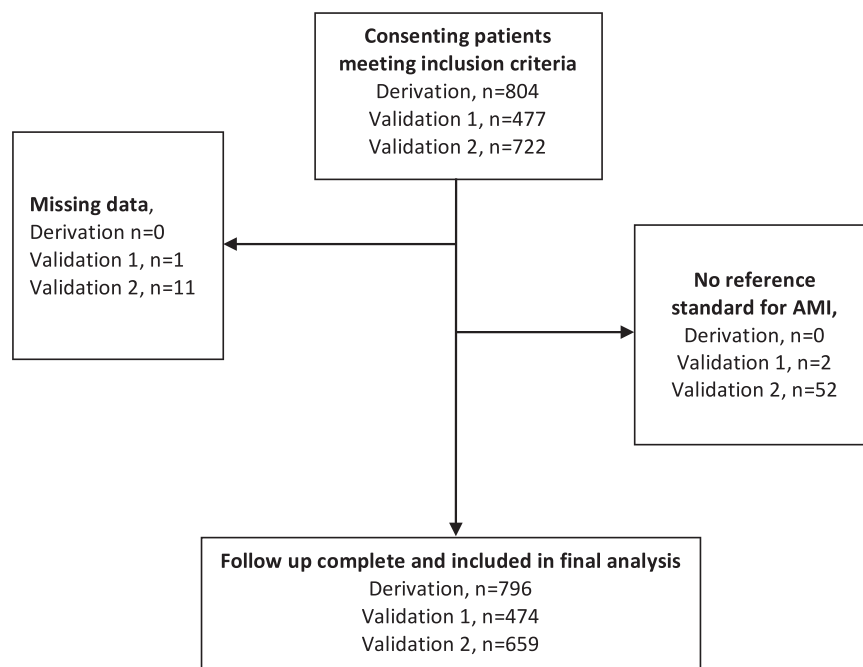 Consenting patients
meeting inclusion criteria
Derivation, n=804
Validation 1, n=477
Validation 2, n=722
Missing data,
Derivation n=0
Validation 1, n=1
Validation 2, n=11
No reference
standard for AMI,
Derivation, n=0
Validation 1, n=2
Validation 2, n=52
Follow up complete and included in final analysis
Derivation, n=796
Validation 1, n=474
Validation 2, n=659